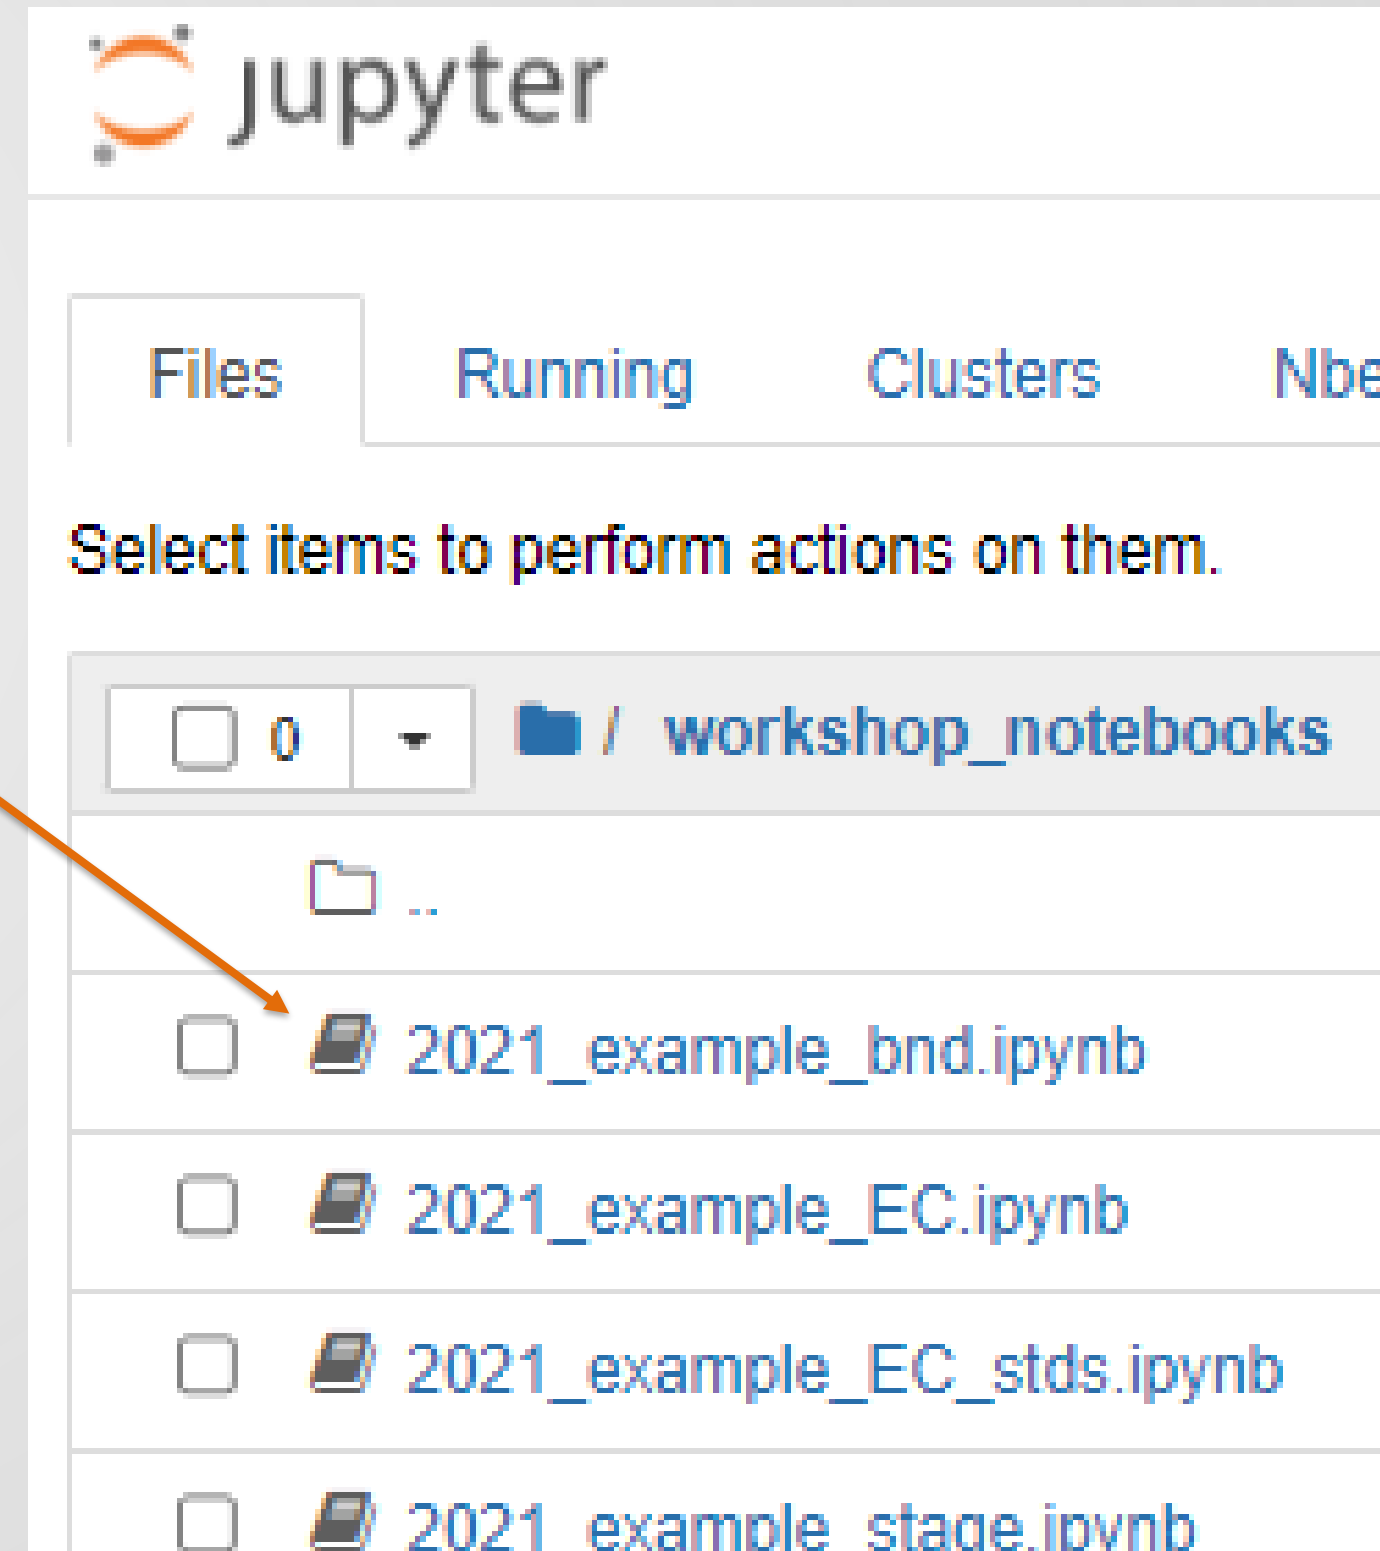 jupyter
Files Running Clusters Nbe
Select items to perform actions on them.
0 / workshop_notebooks
..
2021_example_bnd.ipynb
2021_example_EC.ipynb
2021_example_EC_stds.ipynb
2021_example_stage.ipynb